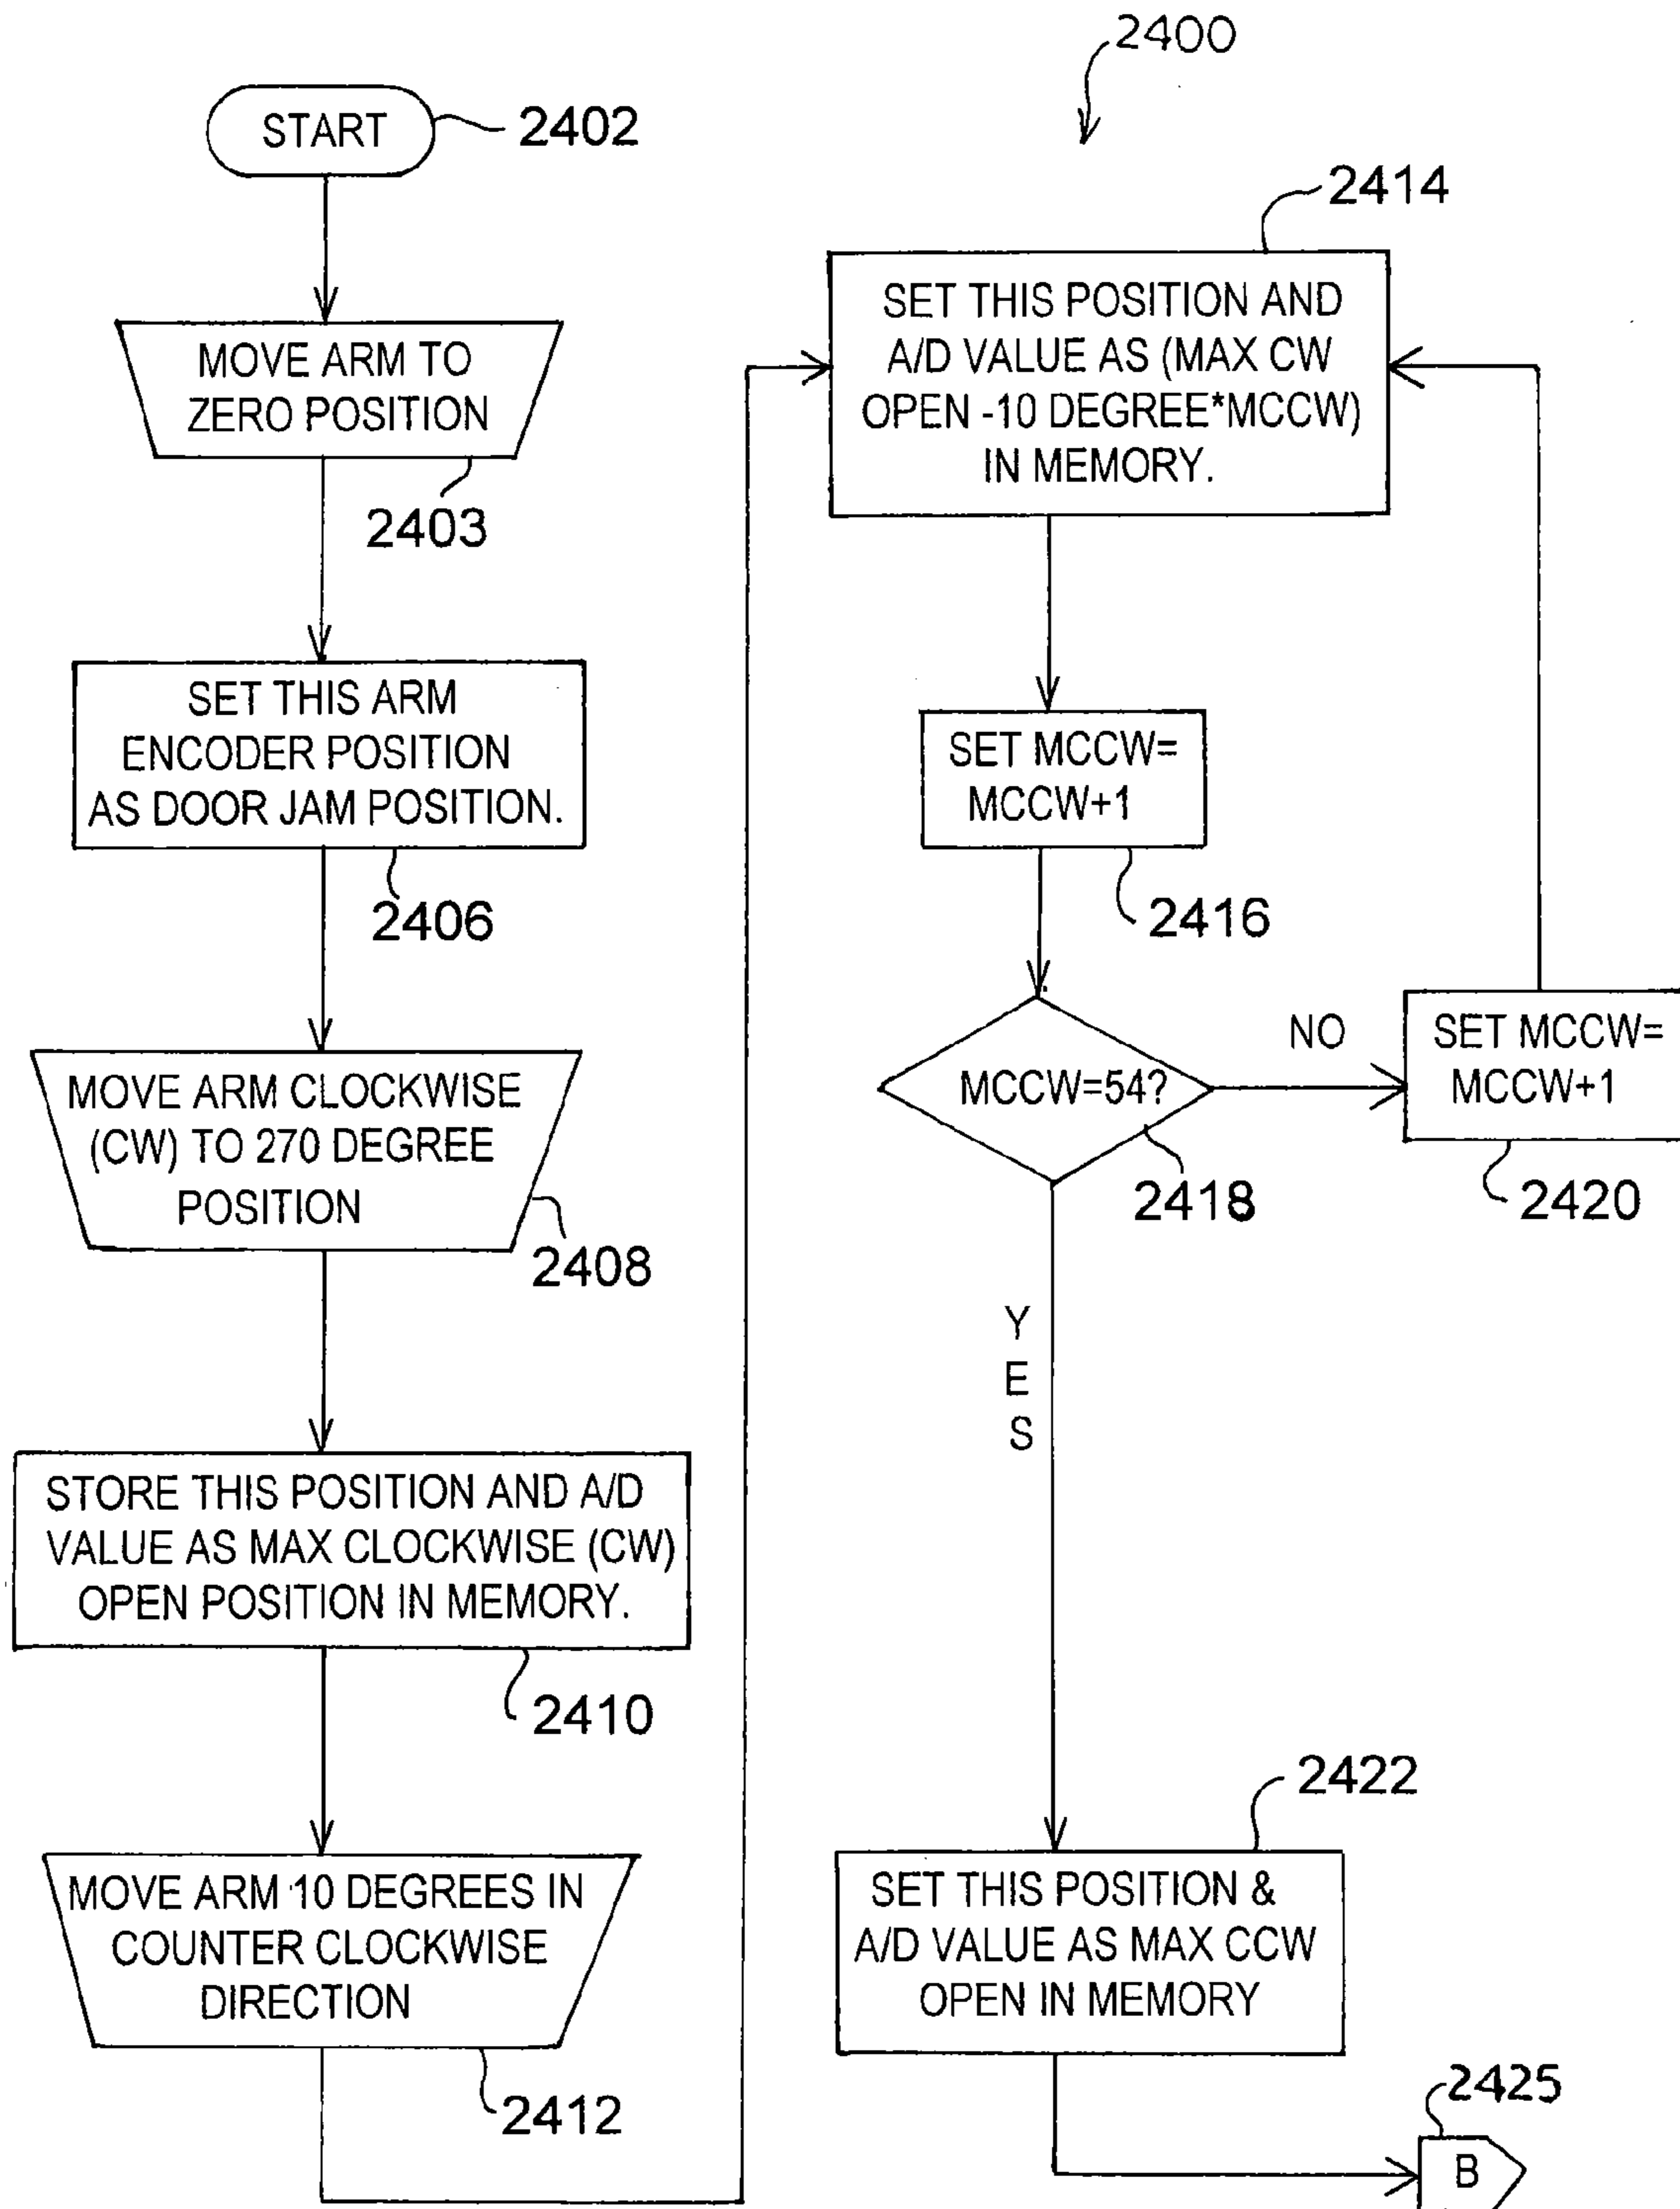 2400
START
2402
MOVE ARM TO
ZERO POSITION
2403
SET THIS ARM
ENCODER POSITION
AS DOOR JAM POSITION.
2406
MOVE ARM CLOCKWISE
(CW) TO 270 DEGREE
POSITION
2408
STORE THIS POSITION AND A/D
VALUE AS MAX CLOCKWISE (CW)
OPEN POSITION IN MEMORY.
2410
MOVE ARM 10 DEGREES IN
COUNTER CLOCKWISE
DIRECTION
2412
2414
SET THIS POSITION AND
A/D VALUE AS (MAX CW
OPEN -10 DEGREE*MCCW)
IN MEMORY.
SET MCCW=
MCCW+1
2416
MCCW=54?
2418
NO
SET MCCW=
MCCW+1
2420
Y
E
S
2422
SET THIS POSITION &
A/D VALUE AS MAX CCW
OPEN IN MEMORY
2425
B